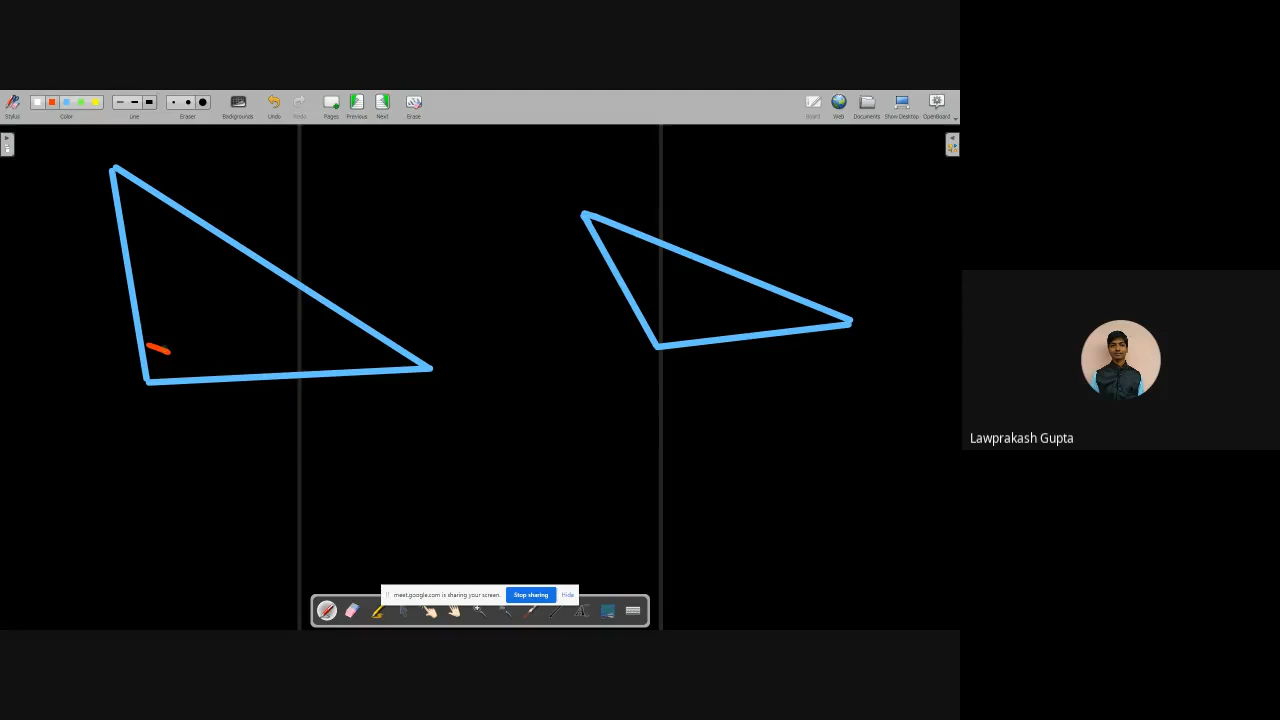 Stylus
Color
Line
Eraser
Backgrounds
Undo
Redo
Pages
Previous
Next
Erase
Board
Web
Documents
Show Desktop
OpenBoard
Lawprakash Gupta
meet.google.com is sharing your screen.
Stop sharing
Hide